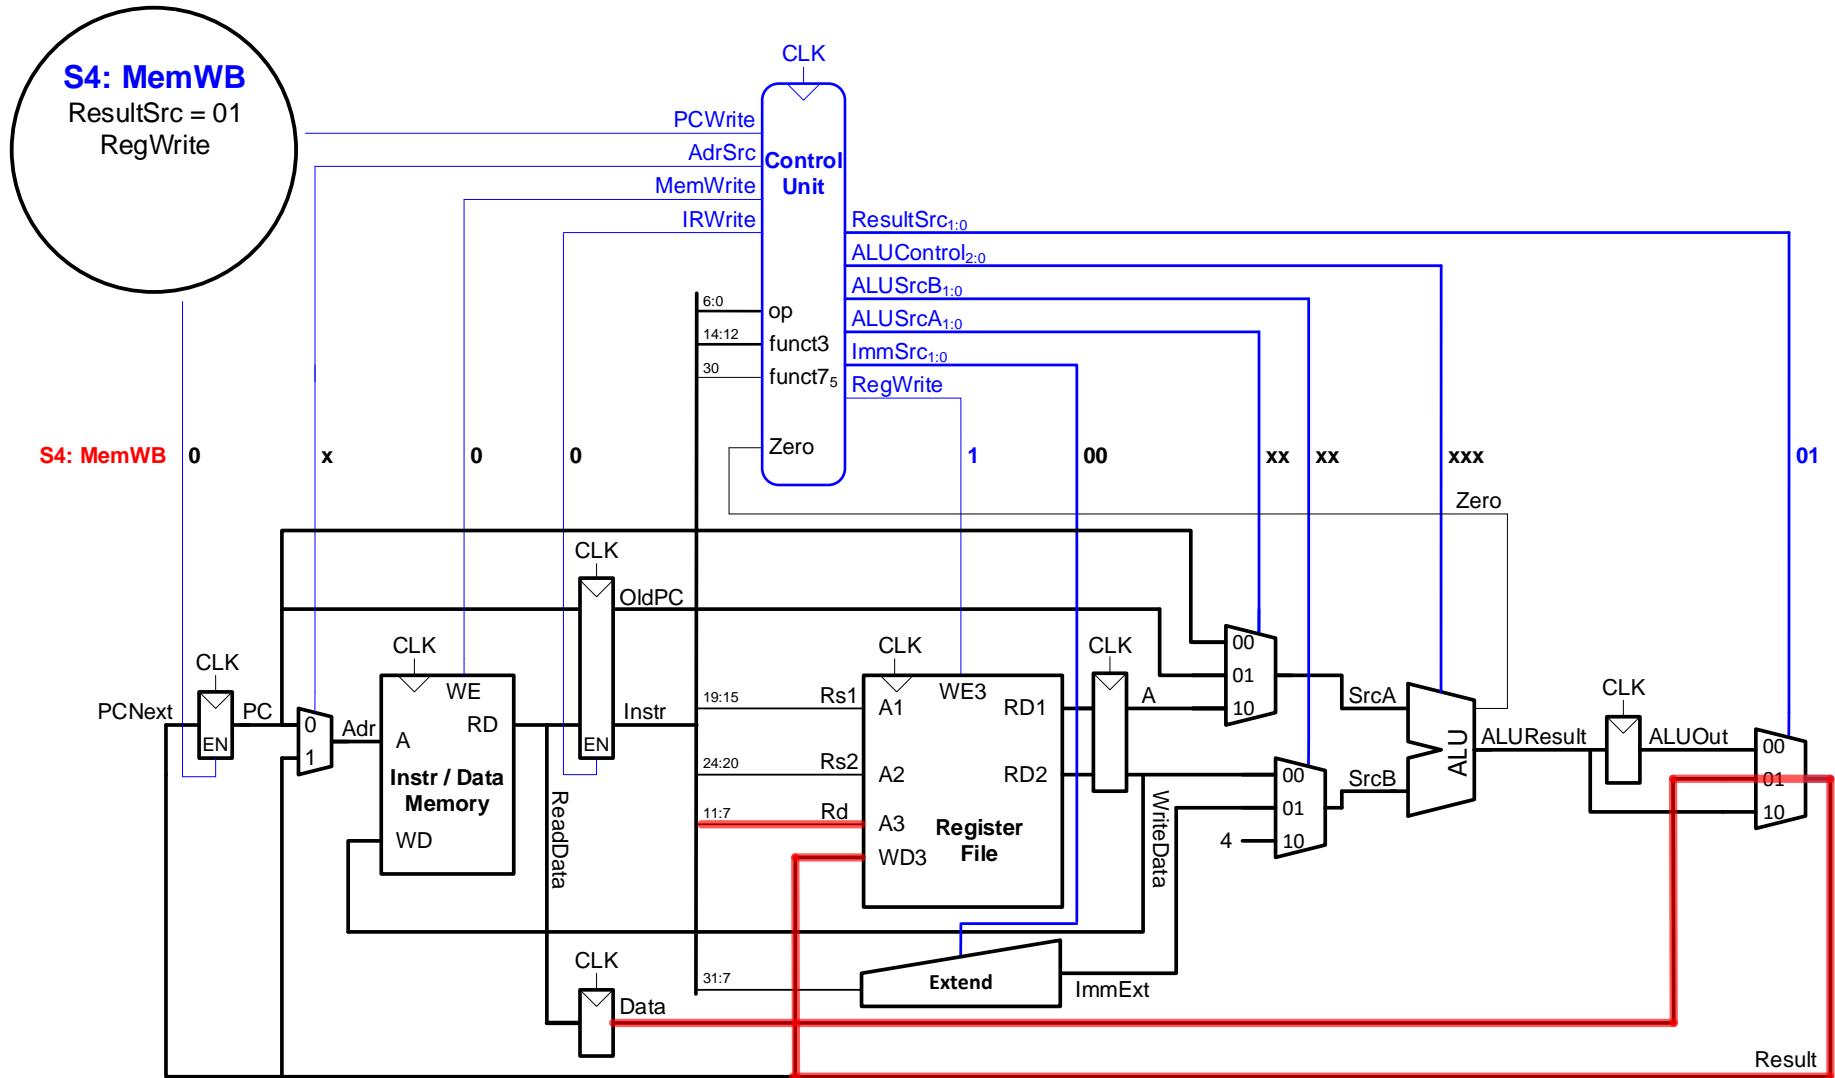 S4: MemWB
ResultSrc = 01
RegWrite
CLK
PCWrite
AdrSrc
MemWrite
IRWrite
Control
Unit
ResultSrc1:0
ALUControl2:0
ALUSrcB1:0
ALUSrcA1:0
ImmSrc1:0
RegWrite
6:0
op
14:12
funct3
30
funct75
Zero
S4: MemWB
0
x
0
0
1
00
xx
xx
xxx
01
Zero
CLK
OldPC
CLK
PCNext
EN
PC
0
1
Adr
CLK
WE
A
RD
Instr / Data
Memory
WD
EN
Instr
ReadData
19:15
Rs1
24:20
Rs2
11:7
Rd
31:7
CLK
WE3
A1
RD1
A2
RD2
A3
WD3
Register
File
CLK
A
WriteData
00
01
10
SrcA
00
01
10
4
SrcB
ALU
ALUResult
CLK
ALUOut
00
01
10
Extend
ImmExt
CLK
Data
Result